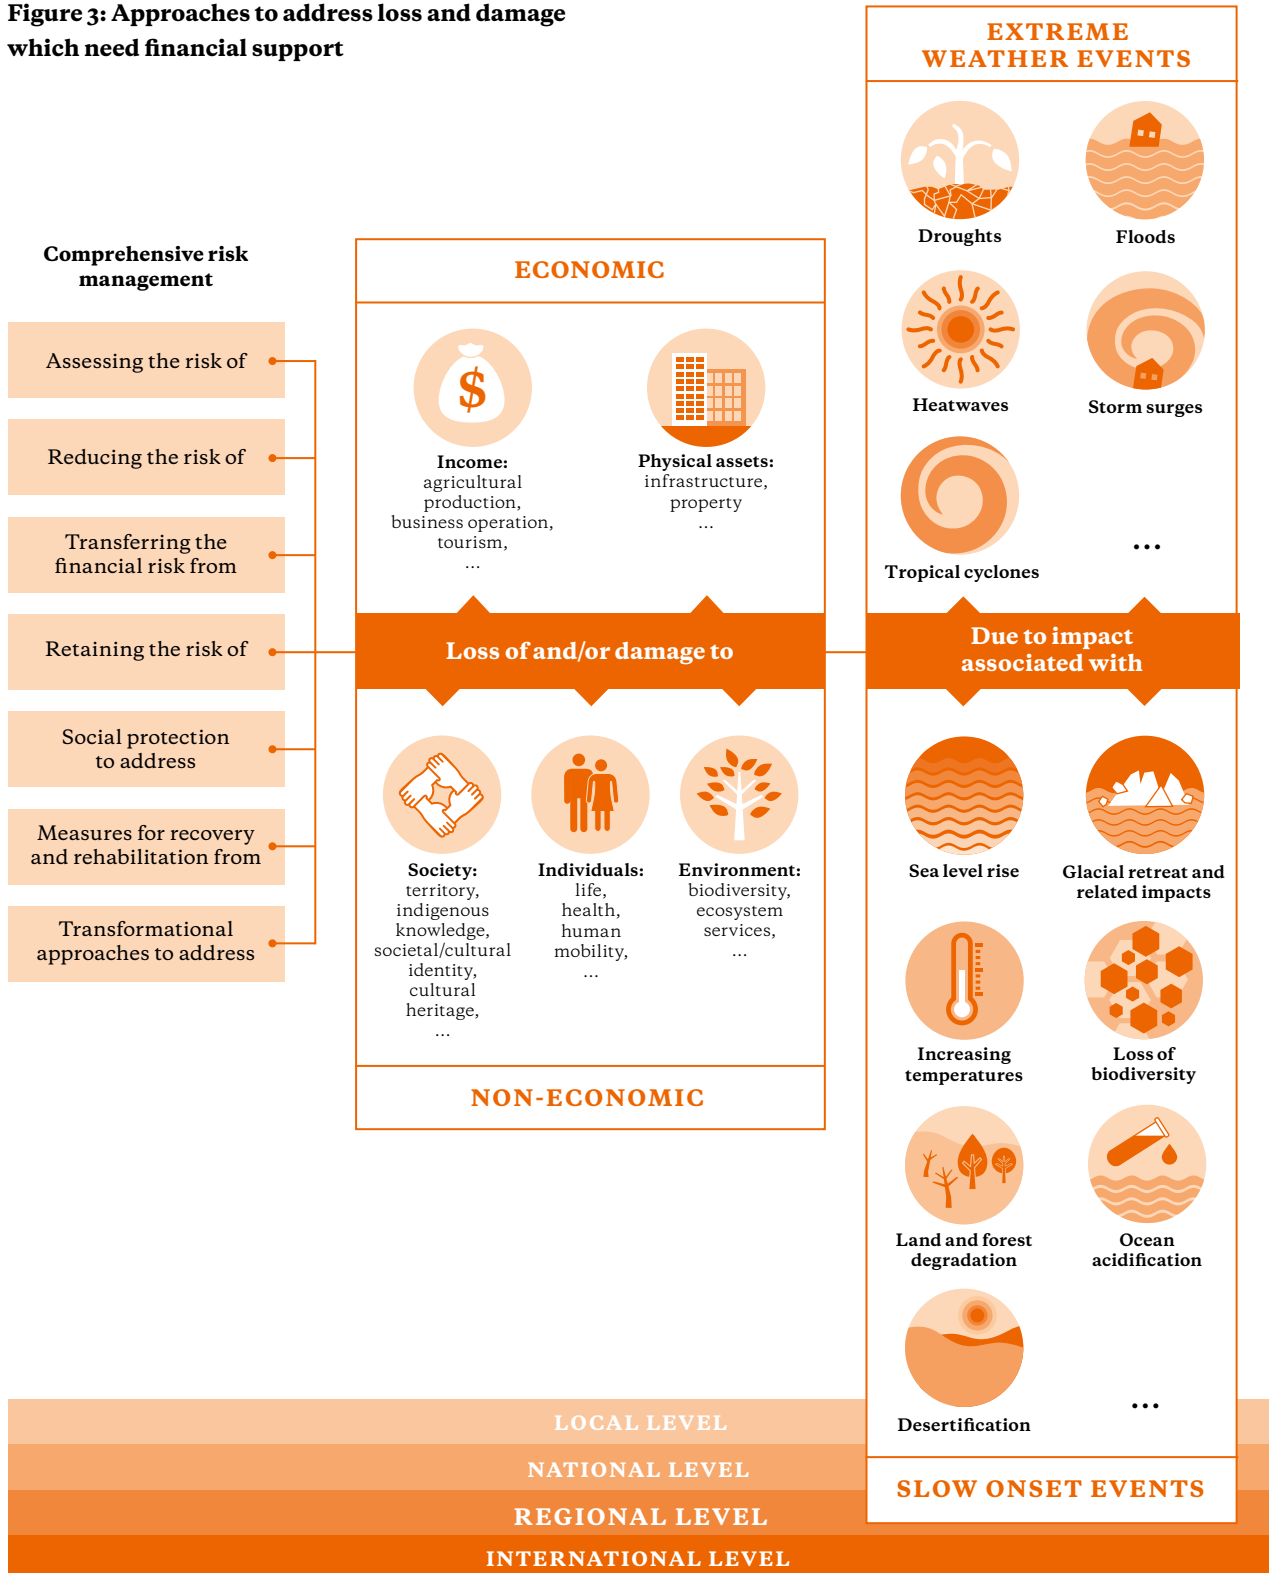 Figure 3: Approaches to address loss and damage
which need financial support
Comprehensive risk
management
Assessing the risk of
Reducing the risk of
Transferring the
financial risk from
Retaining the risk of
Social protection
to address
Measures for recovery
and rehabilitation from
Transformational
approaches to address
ECONOMIC
$
Income:
agricultural
production,
business operation,
tourism,
...
Physical assets:
infrastructure,
property
...
Loss of and/or damage to
Society:
territory,
indigenous
knowledge,
societal/cultural
identity,
cultural
heritage,
...
Individuals:
life,
health,
human
mobility,
...
Environment:
biodiversity,
ecosystem
services,
...
NON-ECONOMIC
EXTREME
WEATHER EVENTS
Droughts
Floods
Heatwaves
Storm surges
Tropical cyclones
...
Due to impact
associated with
Sea level rise
Glacial retreat and
related impacts
Increasing
temperatures
Loss of
biodiversity
Land and forest
degradation
Ocean
acidification
Desertification
...
SLOW ONSET EVENTS
LOCAL LEVEL
NATIONAL LEVEL
REGIONAL LEVEL
INTERNATIONAL LEVEL